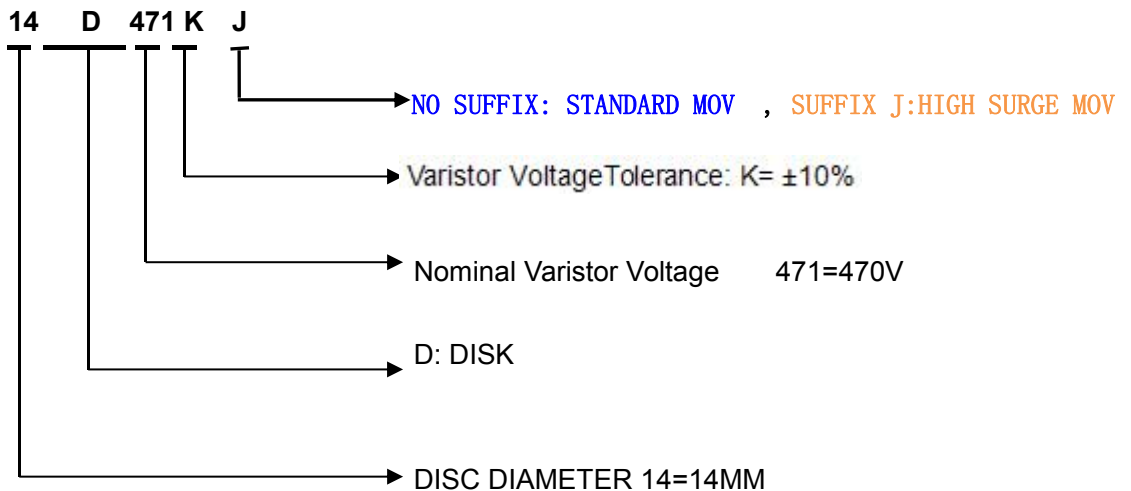 14 D 471 K J
NO SUFFIX: STANDARD MOV , SUFFIX J:HIGH SURGE MOV
Varistor VoltageTolerance: K= ±10%
Nominal Varistor Voltage 471=470V
D: DISK
DISC DIAMETER 14=14MM